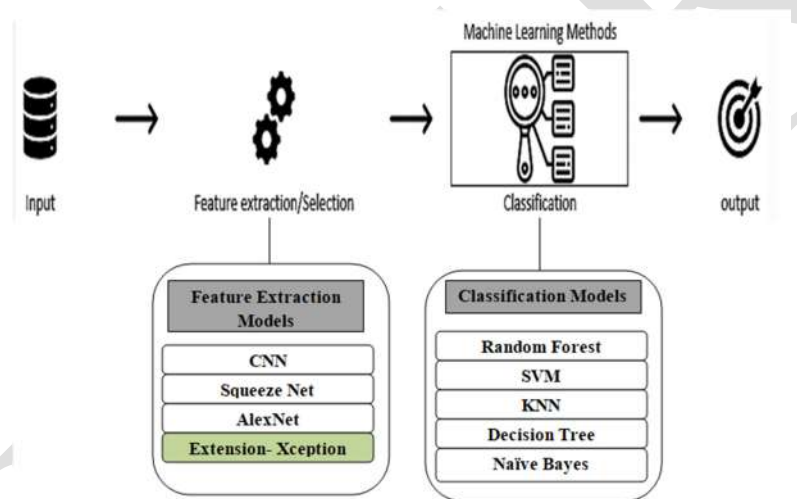 Machine Learning Methods
Input
Feature extraction/Selection
Classification
output
Feature Extraction
Models
CNN
Squeeze Net
AlexNet
Extension- Xception
Classification Models
Random Forest
SVM
KNN
Decision Tree
Naïve Bayes